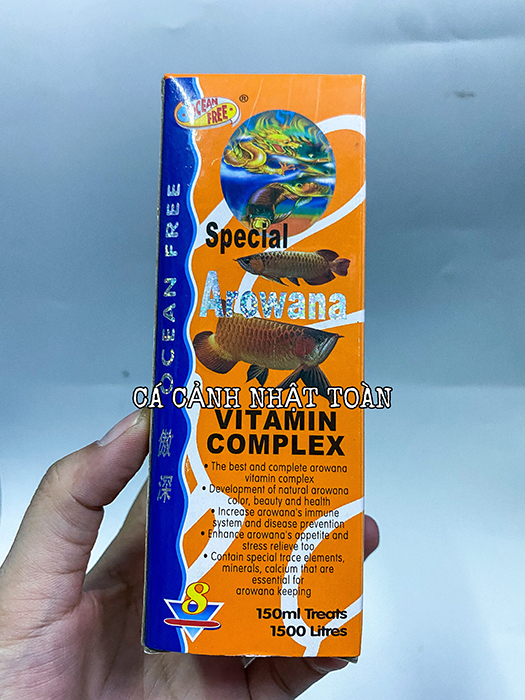 OCEAN
FREE
®
OCEAN FREE
Special
Arowana
CÁ CẢNH NHẬT TOÀN
VITAMIN
COMPLEX
• The best and complete arowana
vitamin complex
• Development of natural arowana
color, beauty and health
• Increase arowana's immune
system and disease prevention
• Enhance arowana's appetite and
stress relieve too
• Contain special trace elements,
minerals, calcium that are
essential for
arowana keeping
8
150ml Treats
1500 Litres